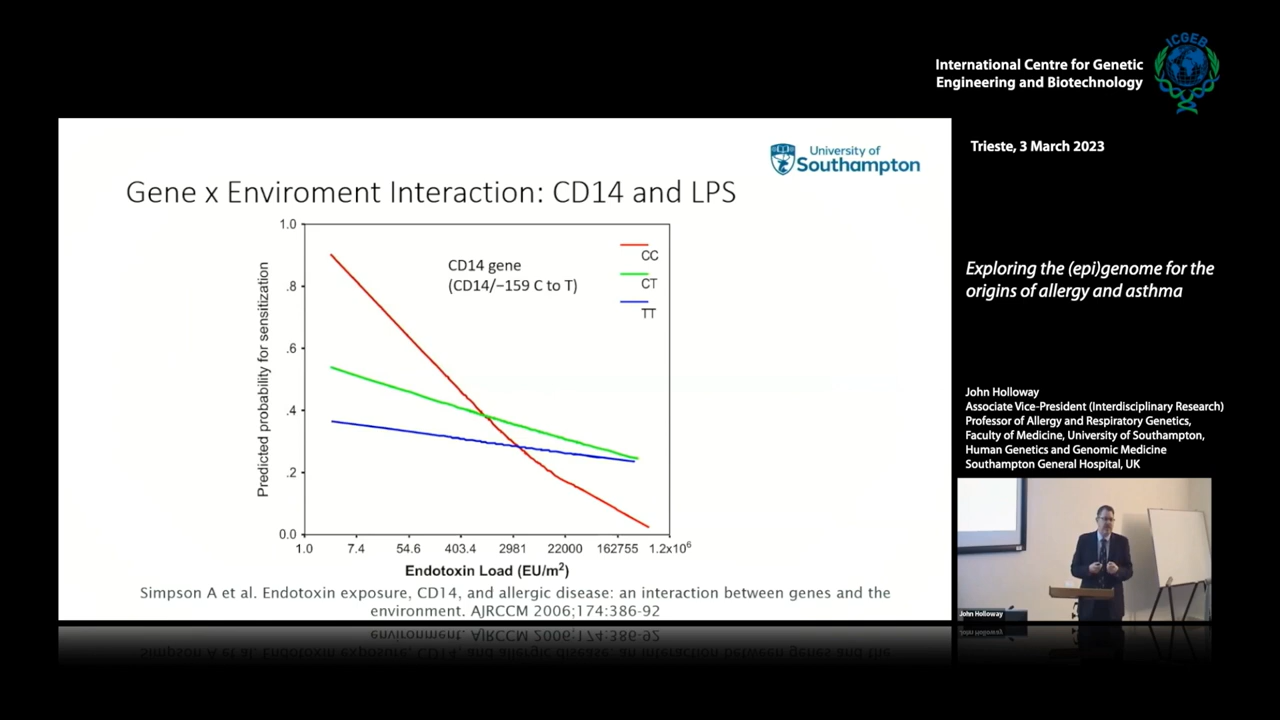 ICGEB
International Centre for Genetic
Engineering and Biotechnology
Trieste, 3 March 2023
University of
Southampton
Gene x Enviroment Interaction: CD14 and LPS
1.0
.8
.6
.4
.2
0.0
Predicted probability for sensitization
CD14 gene
(CD14/−159 C to T)
CC
CT
TT
1.0 7.4 54.6 403.4 2981 22000 162755 1.2x10⁶
Endotoxin Load (EU/m²)
Simpson A et al. Endotoxin exposure, CD14, and allergic disease: an interaction between genes and the
environment. AJRCCM 2006;174:386-92
Exploring the (epi)genome for the
origins of allergy and asthma
John Holloway
Associate Vice-President (Interdisciplinary Research)
Professor of Allergy and Respiratory Genetics,
Faculty of Medicine, University of Southampton,
Human Genetics and Genomic Medicine
Southampton General Hospital, UK
John Holloway